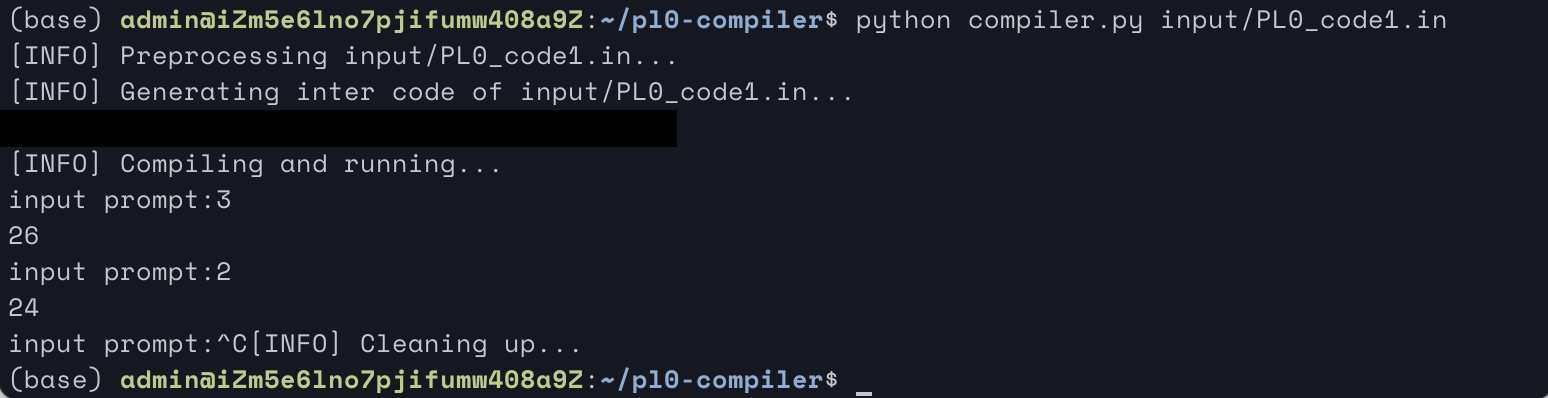 (base) admin@iZm5e6lno7pjifumw408a9Z:~/pl0-compiler$ python compiler.py input/PL0_code1.in
[INFO] Preprocessing input/PL0_code1.in...
[INFO] Generating inter code of input/PL0_code1.in...
[INFO] Compiling and running...
input prompt:3
26
input prompt:2
24
input prompt:^C[INFO] Cleaning up...
(base) admin@iZm5e6lno7pjifumw408a9Z:~/pl0-compiler$